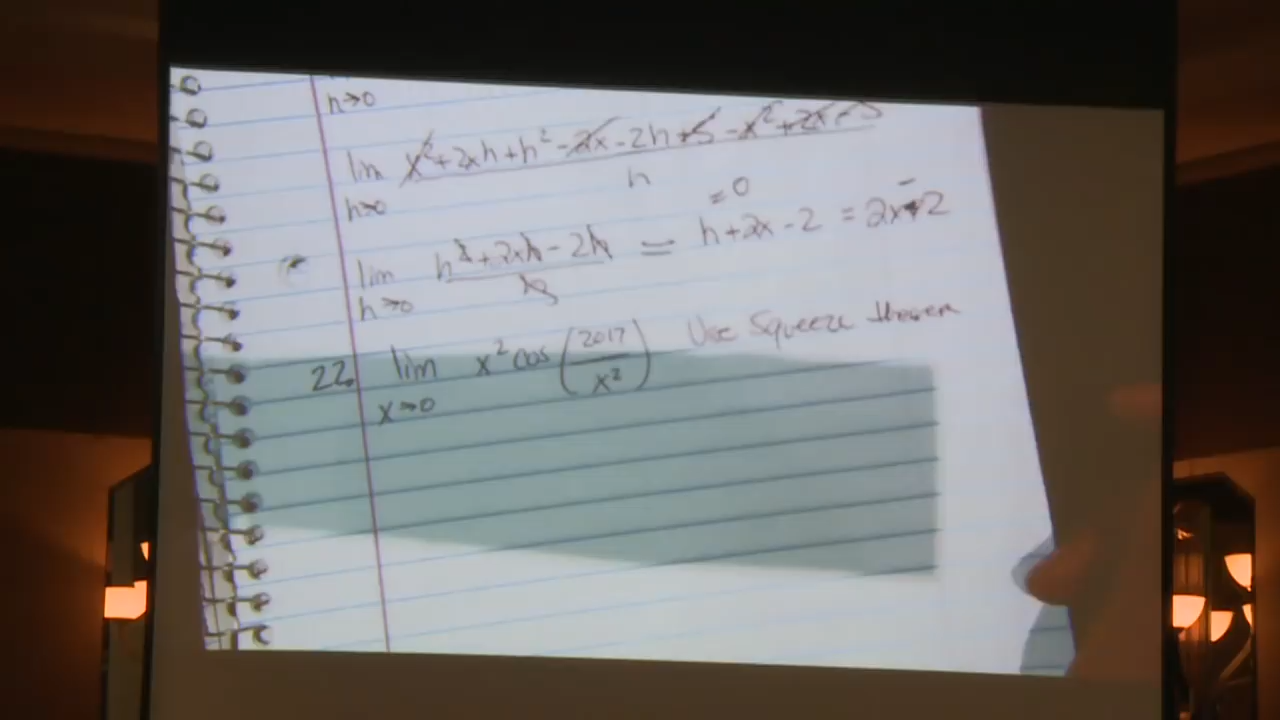 h→0
lim x²+2xh+h²-2x-2h+5-x²+2x-5
h
h→0
=0
lim h²+2xh-2h = h+2x-2 = 2x-2
h
h→0
22. lim x² cos (2017/x²) Use Squeeze theorem
x→0